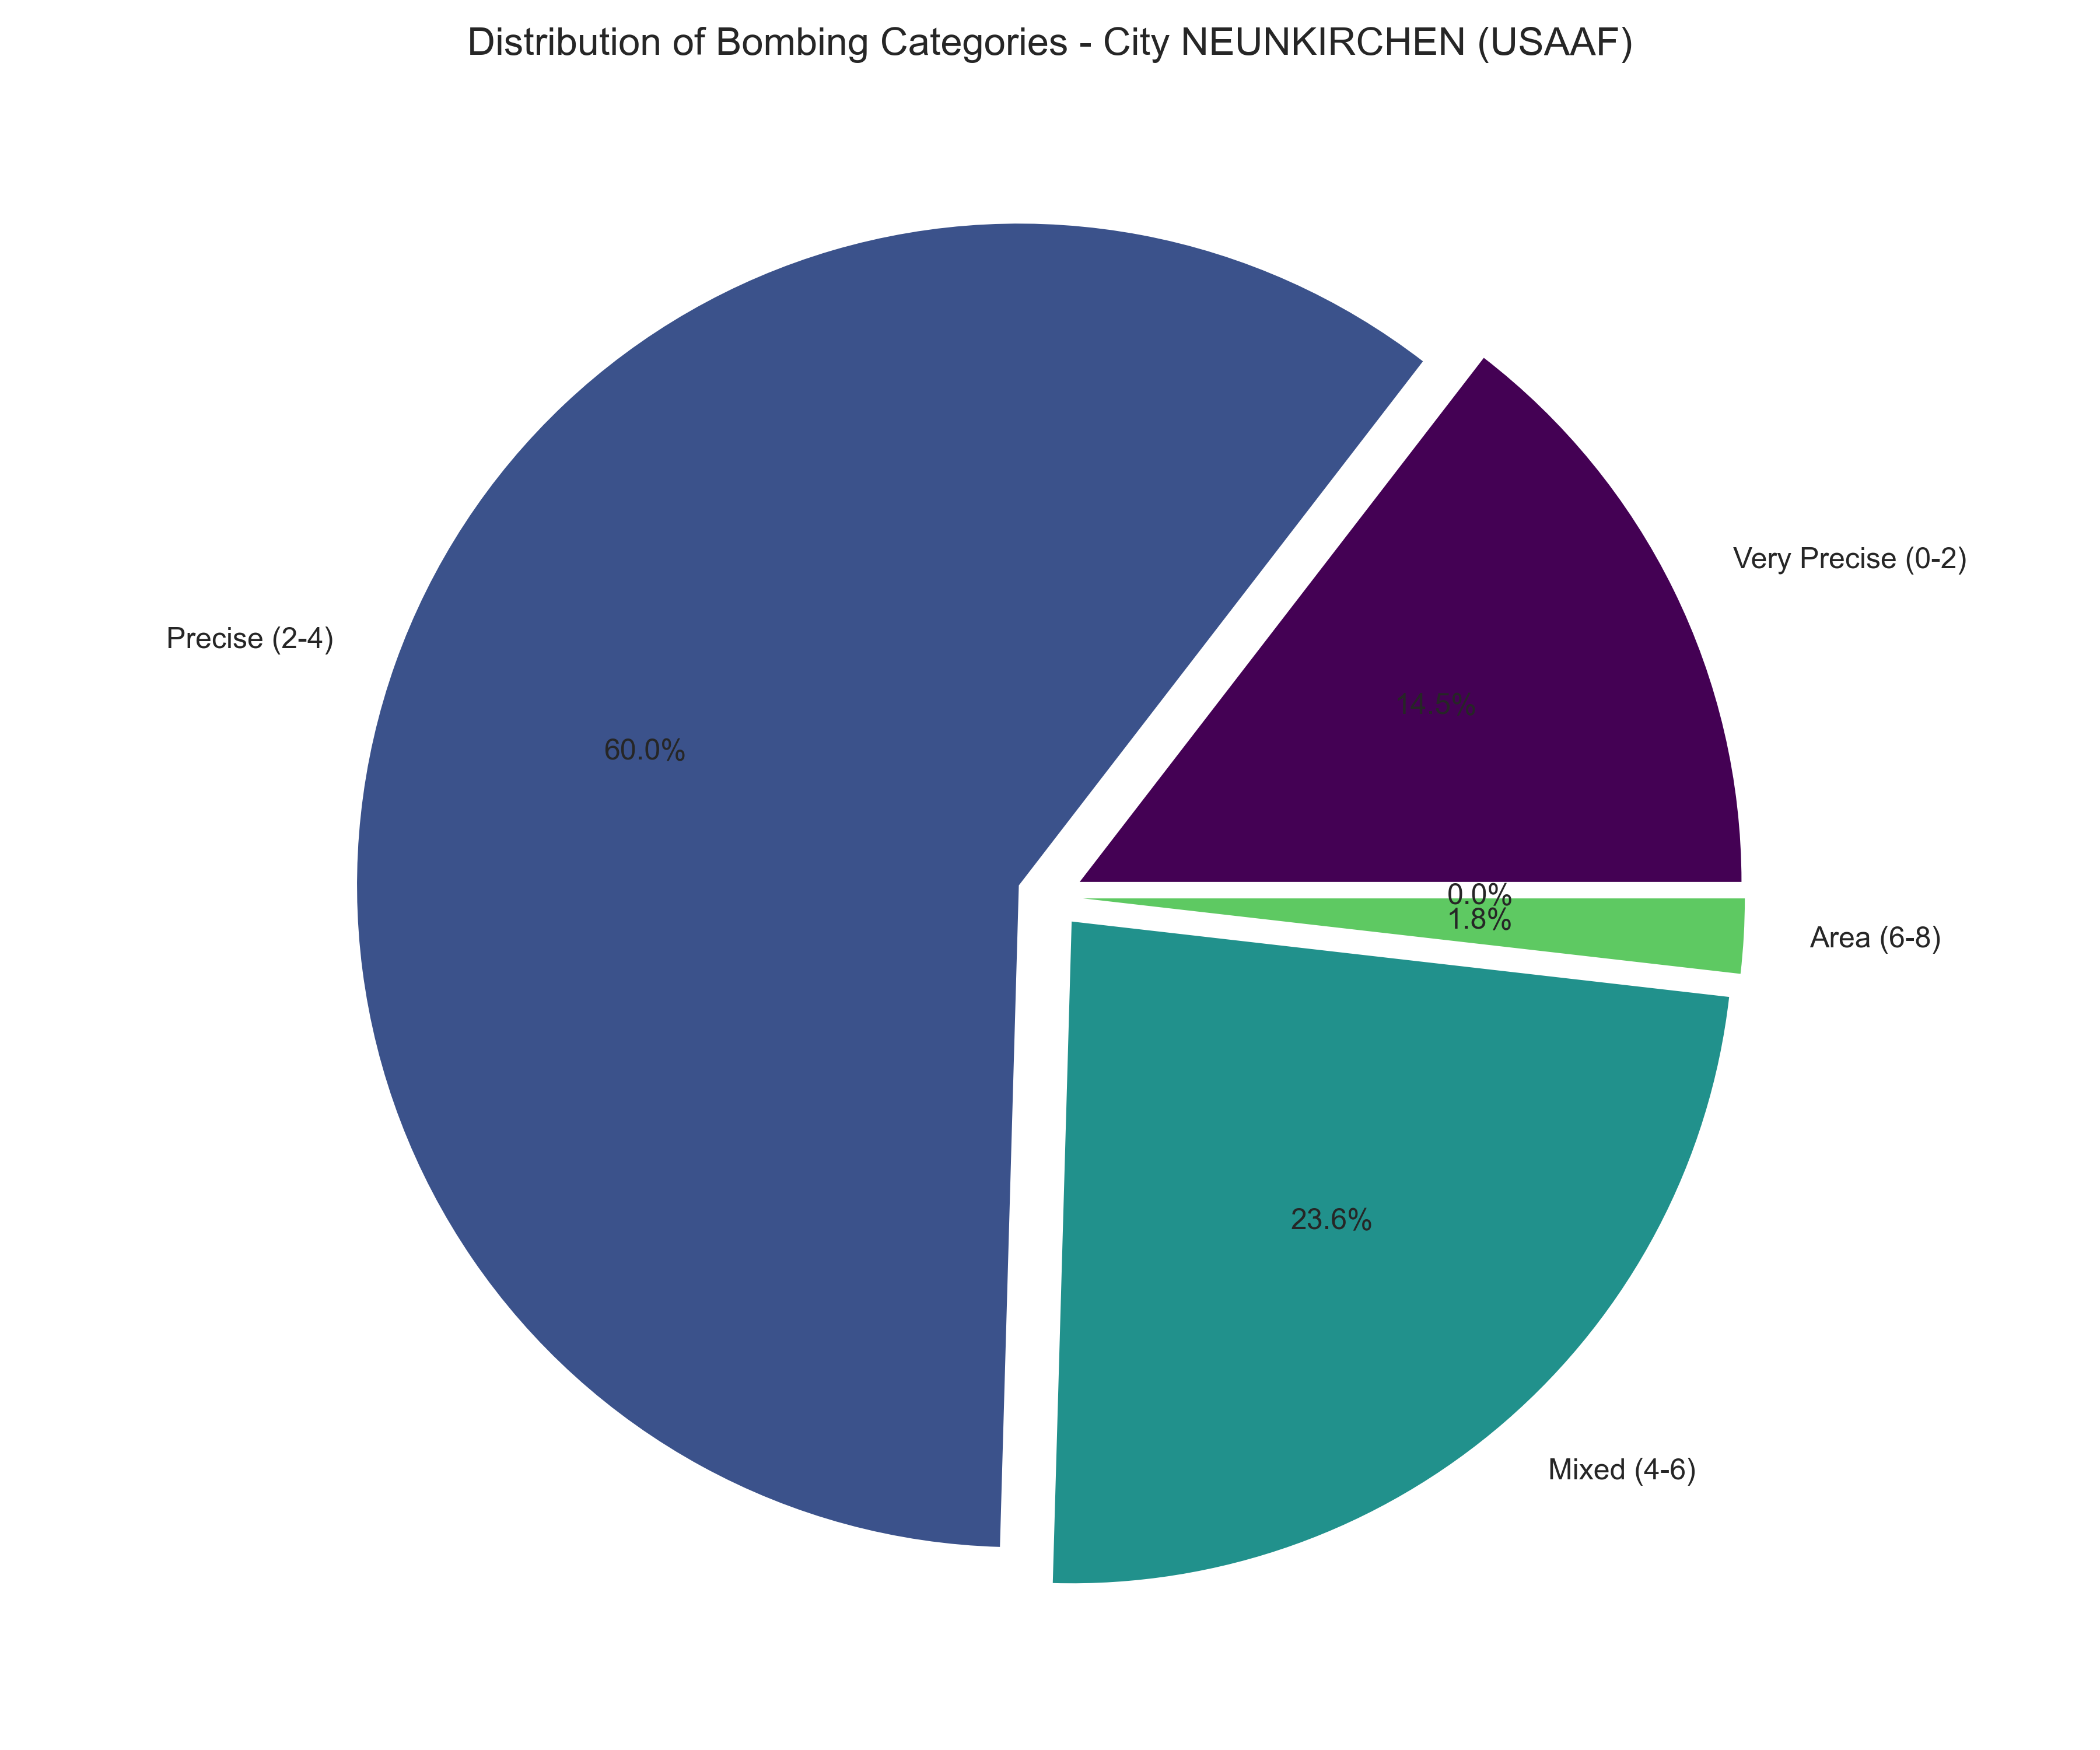 Distribution of Bombing Categories - City NEUNKIRCHEN (USAAF)
Very Precise (0-2)
14.5%
Precise (2-4)
60.0%
0.0%
1.8%
Area (6-8)
23.6%
Mixed (4-6)